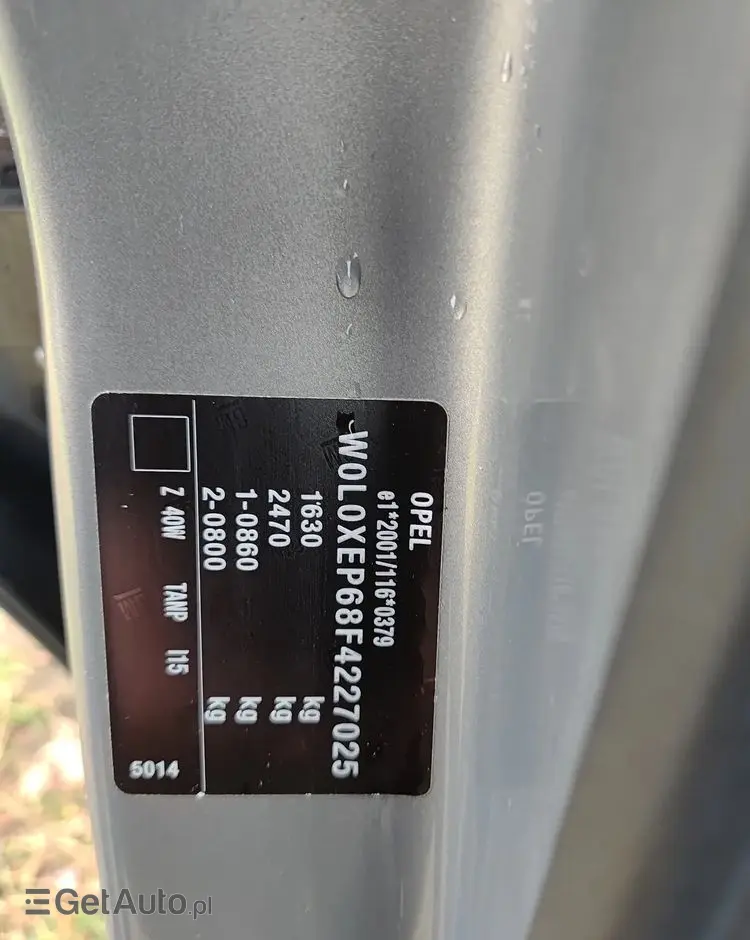 OPEL
e1*2001/116*0379
W0L0XEP68F4227025
1630 kg
2470 kg
1-0860 kg
2-0800 kg
Z 40W TANP I15
5014
GetAuto.pl